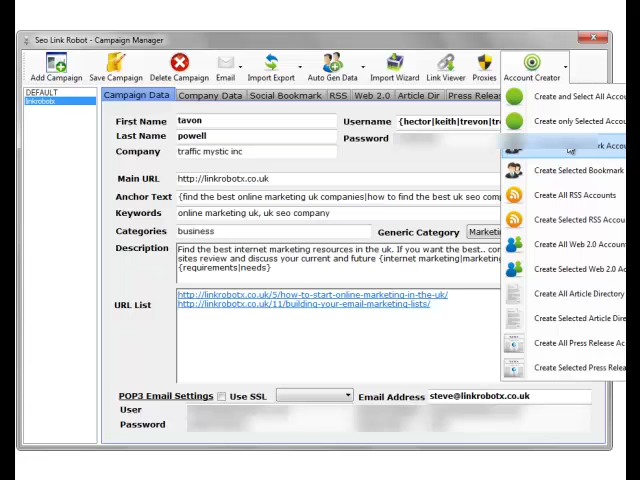 Seo Link Robot - Campaign Manager
Add Campaign Save Campaign Delete Campaign Email Import Export Auto Gen Data Import Wizard Link Viewer Proxies Account Creator
DEFAULT
linkrobotx
Campaign Data Company Data Social Bookmark RSS Web 2.0 Article Dir Press Relea
First Name tavon Username {hector|keith|trevon|tre
Last Name powell Password
Company traffic mystic inc
Main URL http://linkrobotx.co.uk
Anchor Text {find the best online marketing uk companies|how to find the best uk seo comp
Keywords online marketing uk, uk seo company
Categories business Generic Category Marketin
Description Find the best internet marketing resources in the uk. If you want the best.. com
sites review and discuss your current and future {internet marketing|marketing
{requirements|needs}
URL List
http://linkrobotx.co.uk/5/how-to-start-online-marketing-in-the-uk/
http://linkrobotx.co.uk/11/building-your-email-marketing-lists/
POP3 Email Settings Use SSL Email Address steve@linkrobotx.co.uk
User
Password
Create and Select All Accou
Create only Selected Accou
rk Accou
Create Selected Bookmark
Create All RSS Accounts
Create Selected RSS Accou
Create All Web 2.0 Accoun
Create Selected Web 2.0 A
Create All Article Directory
Create Selected Article Dire
Create All Press Release Ac
Create Selected Press Relea